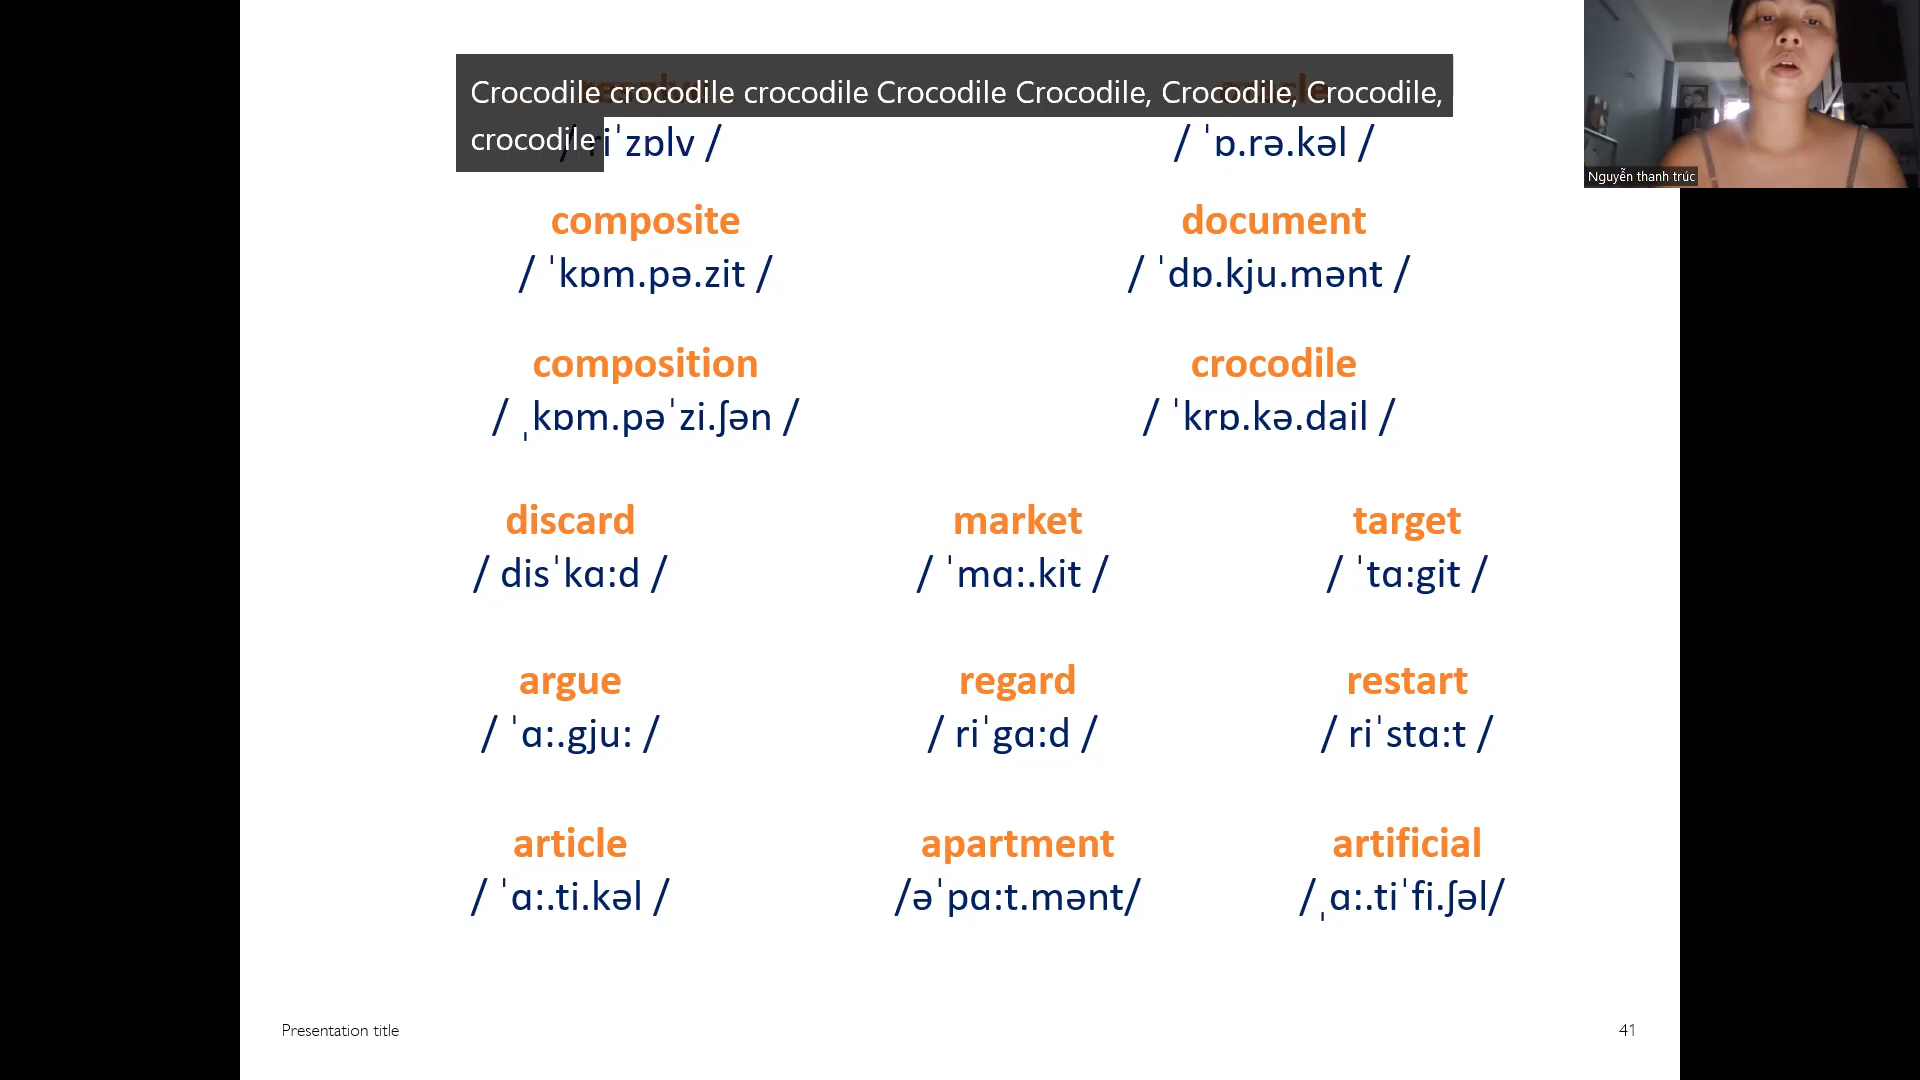 Crocodile crocodile crocodile Crocodile Crocodile, Crocodile, Crocodile,
crocodile
/ riˈzɒlv /
/ ˈɒ.rə.kəl /
composite
document
/ ˈkɒm.pə.zit /
/ ˈdɒ.kju.mənt /
composition
crocodile
/ ˌkɒm.pəˈzi.ʃən /
/ ˈkrɒ.kə.dail /
discard
market
target
/ disˈkɑ:d /
/ ˈmɑ:.kit /
/ ˈtɑ:git /
argue
regard
restart
/ ˈɑ:.gju: /
/ riˈgɑ:d /
/ riˈstɑ:t /
article
apartment
artificial
/ ˈɑ:.ti.kəl /
/əˈpɑ:t.mənt/
/ˌɑ:.tiˈfi.ʃəl/
Nguyễn thanh trúc
Presentation title
41